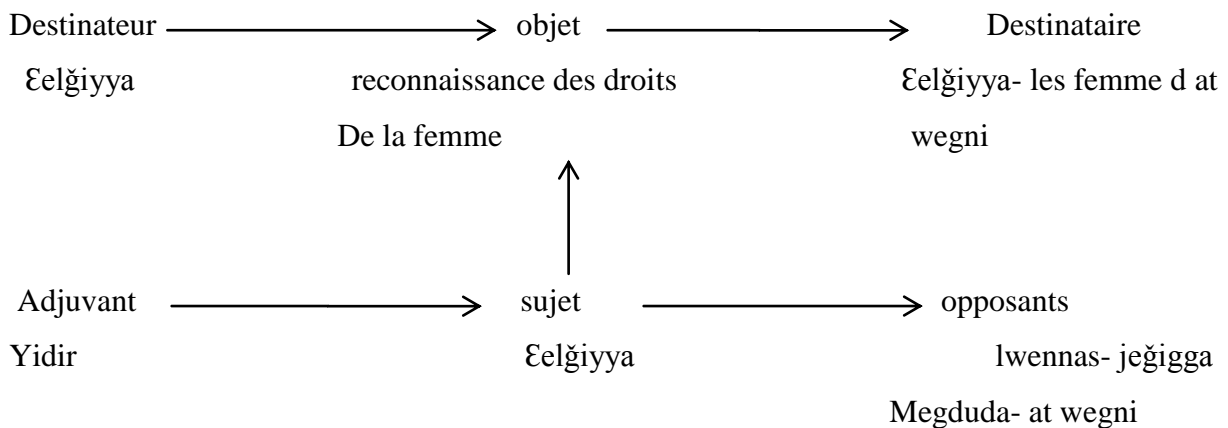 Destinateur objet Destinataire
Ɛelǧiyya reconnaissance des droits Ɛelǧiyya- les femme d at
De la femme wegni
Adjuvant sujet opposants
Yidir Ɛelǧiyya lwennas- jeǧigga
Megduda- at wegni